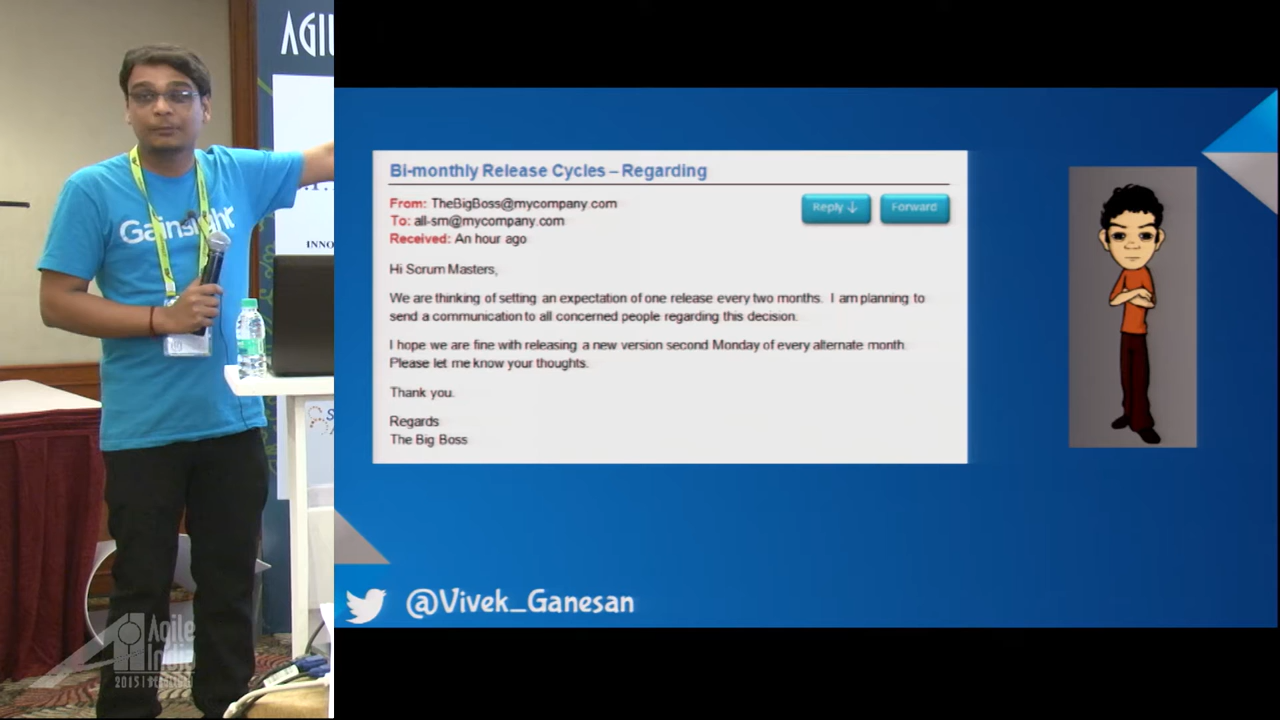 AGIL
Gainsight
INNO
Bi-monthly Release Cycles – Regarding
From: TheBigBoss@mycompany.com
To: all-sm@mycompany.com
Received: An hour ago
Reply ↓
Forward
Hi Scrum Masters,
We are thinking of setting an expectation of one release every two months. I am planning to
send a communication to all concerned people regarding this decision.
I hope we are fine with releasing a new version second Monday of every alternate month.
Please let me know your thoughts.
Thank you.
Regards
The Big Boss
@Vivek_Ganesan
Agile
India
2015